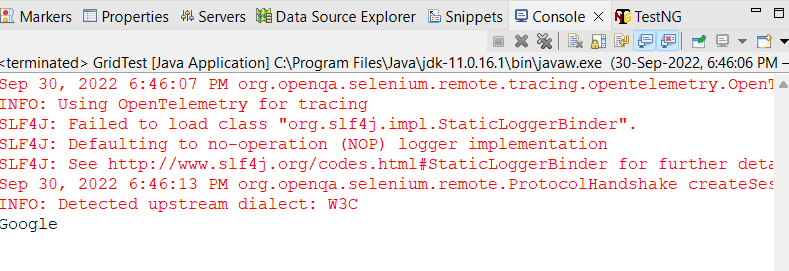 Markers Properties Servers Data Source Explorer Snippets Console TestNG
<terminated> GridTest [Java Application] C:\Program Files\Java\jdk-11.0.16.1\bin\javaw.exe (30-Sep-2022, 6:46:06 PM –
Sep 30, 2022 6:46:07 PM org.openqa.selenium.remote.tracing.opentelemetry.OpenT
INFO: Using OpenTelemetry for tracing
SLF4J: Failed to load class "org.slf4j.impl.StaticLoggerBinder".
SLF4J: Defaulting to no-operation (NOP) logger implementation
SLF4J: See http://www.slf4j.org/codes.html#StaticLoggerBinder for further deta
Sep 30, 2022 6:46:13 PM org.openqa.selenium.remote.ProtocolHandshake createSes
INFO: Detected upstream dialect: W3C
Google